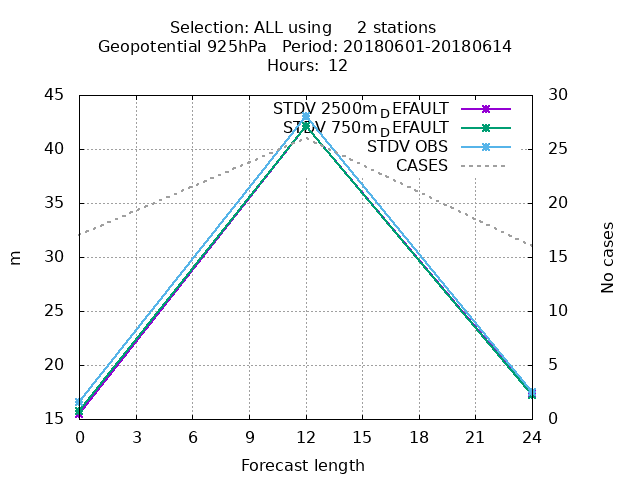 Selection: ALL using     2 stations
Geopotential 925hPa   Period: 20180601-20180614
Hours:  12
STDV 2500m_DEFAULT
STDV 750m_DEFAULT
STDV OBS
CASES
45
40
35
30
25
20
15
30
25
20
15
10
5
0
m
No cases
0 3 6 9 12 15 18 21 24
Forecast length